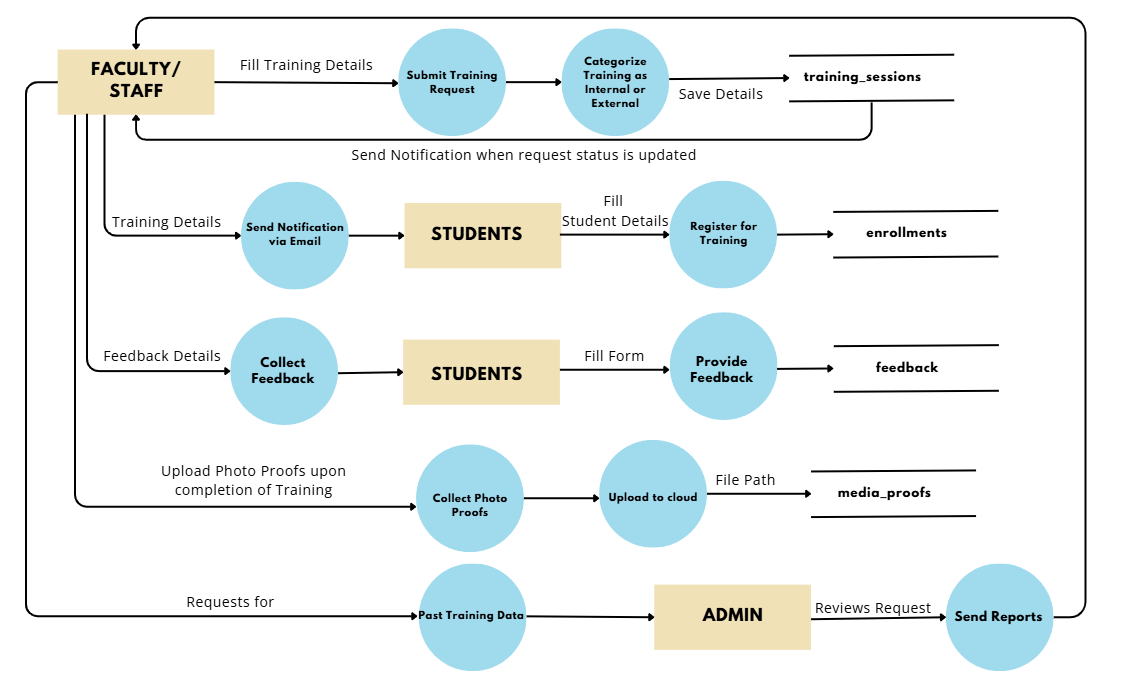 FACULTY/
STAFF
Fill Training Details
Submit Training
Request
Categorize
Training as
Internal or
External
Save Details
training_sessions
Send Notification when request status is updated
Training Details
Send Notification
via Email
STUDENTS
Fill
Student Details
Register for
Training
enrollments
Feedback Details
Collect
Feedback
STUDENTS
Fill Form
Provide
Feedback
feedback
Upload Photo Proofs upon
completion of Training
Collect Photo
Proofs
Upload to cloud
File Path
media_proofs
Requests for
Past Training Data
ADMIN
Reviews Request
Send Reports